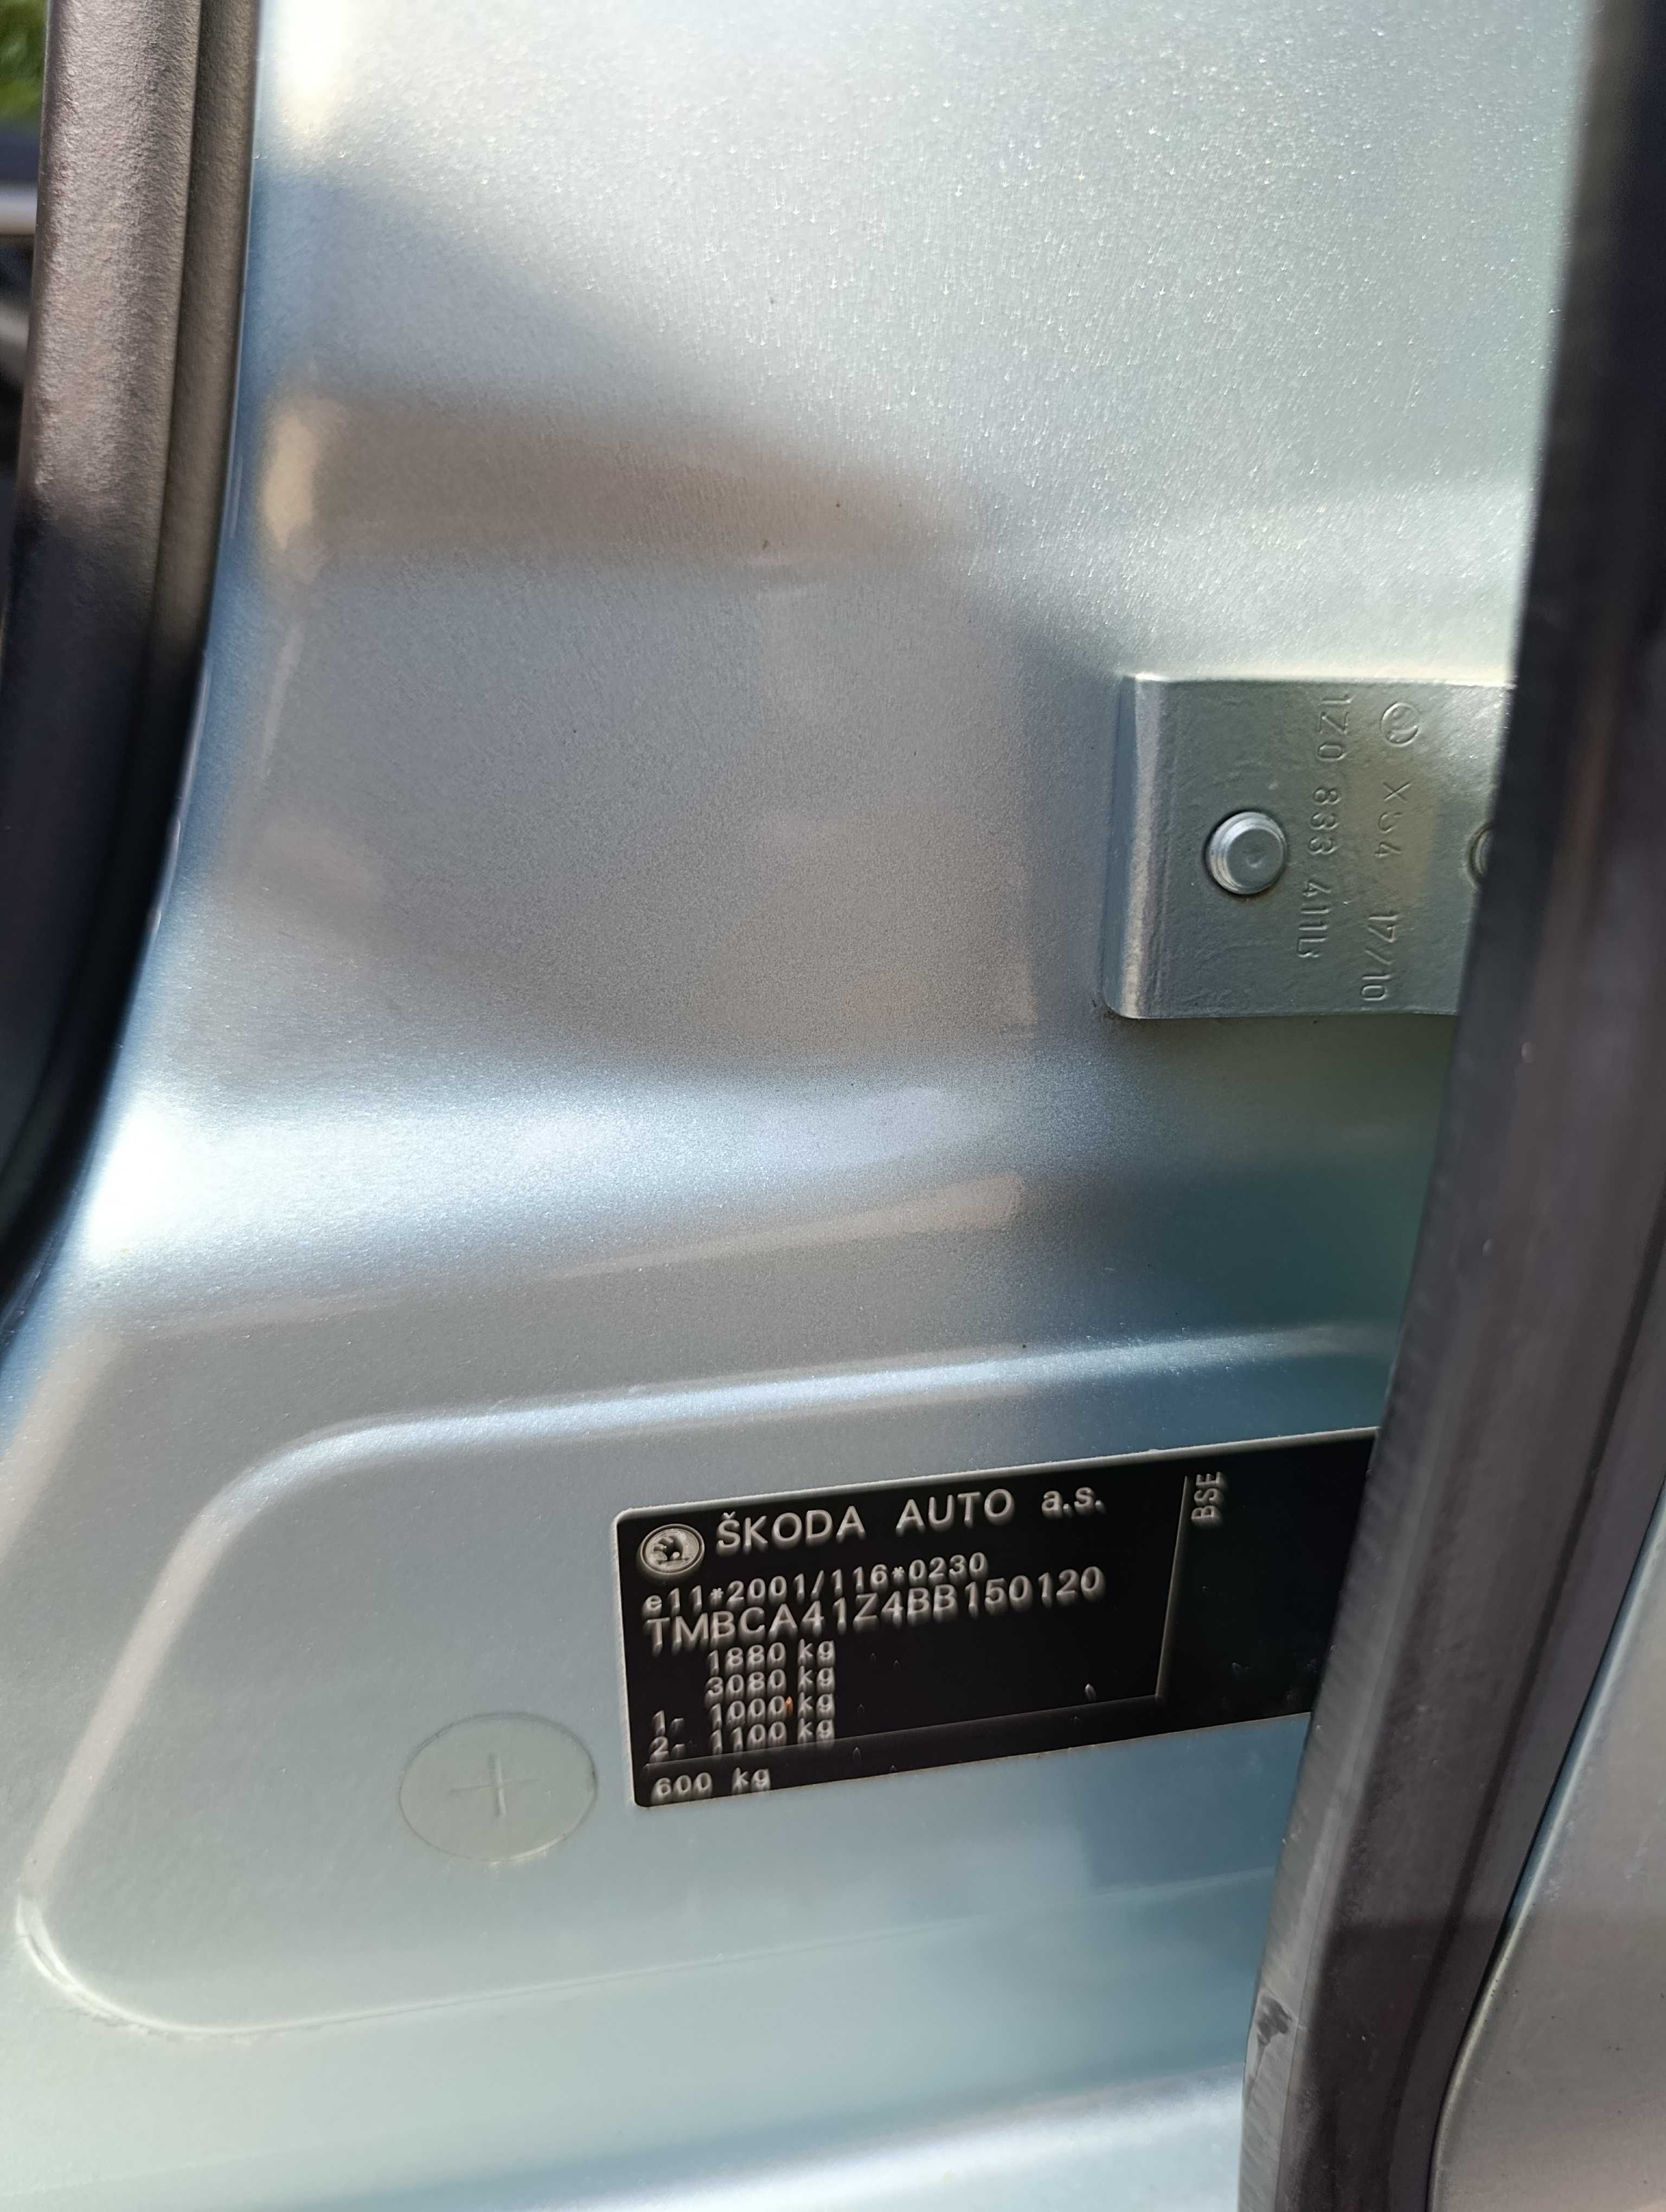 1Z0 833 411B
17/10
ŠKODA AUTO a.s.
BSE
e11*2001/116*0230
TMBCA41Z4BB150120
1880 kg
3080 kg
1- 1000 kg
2- 1100 kg
600 kg